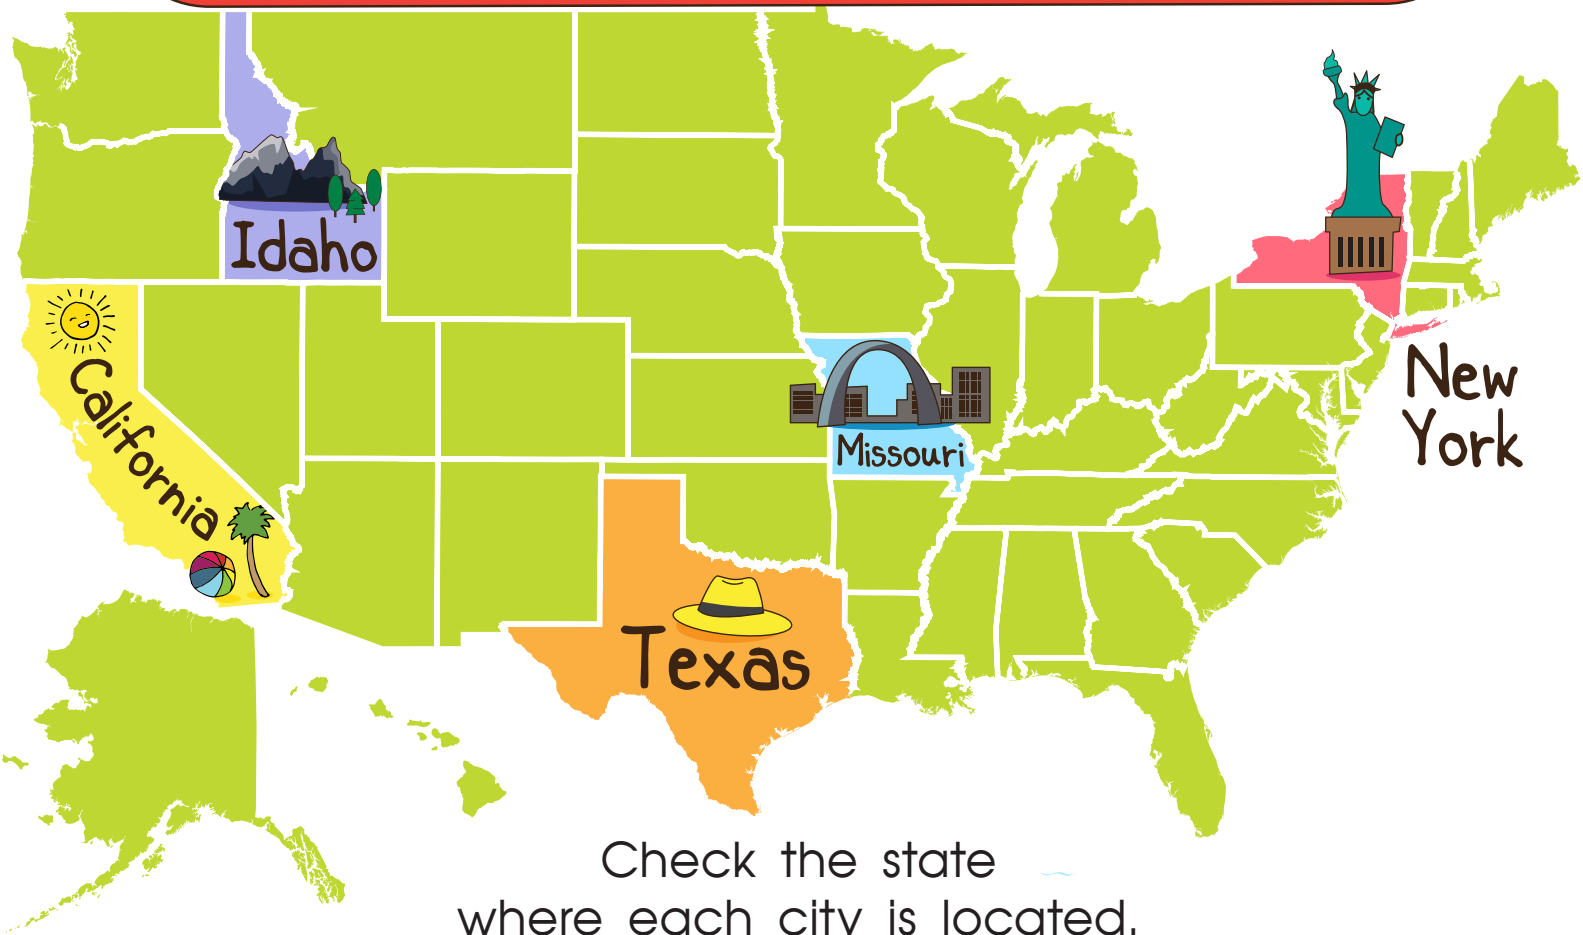 Idaho
California
Missouri
Texas
New
York
Check the state
where each city is located.